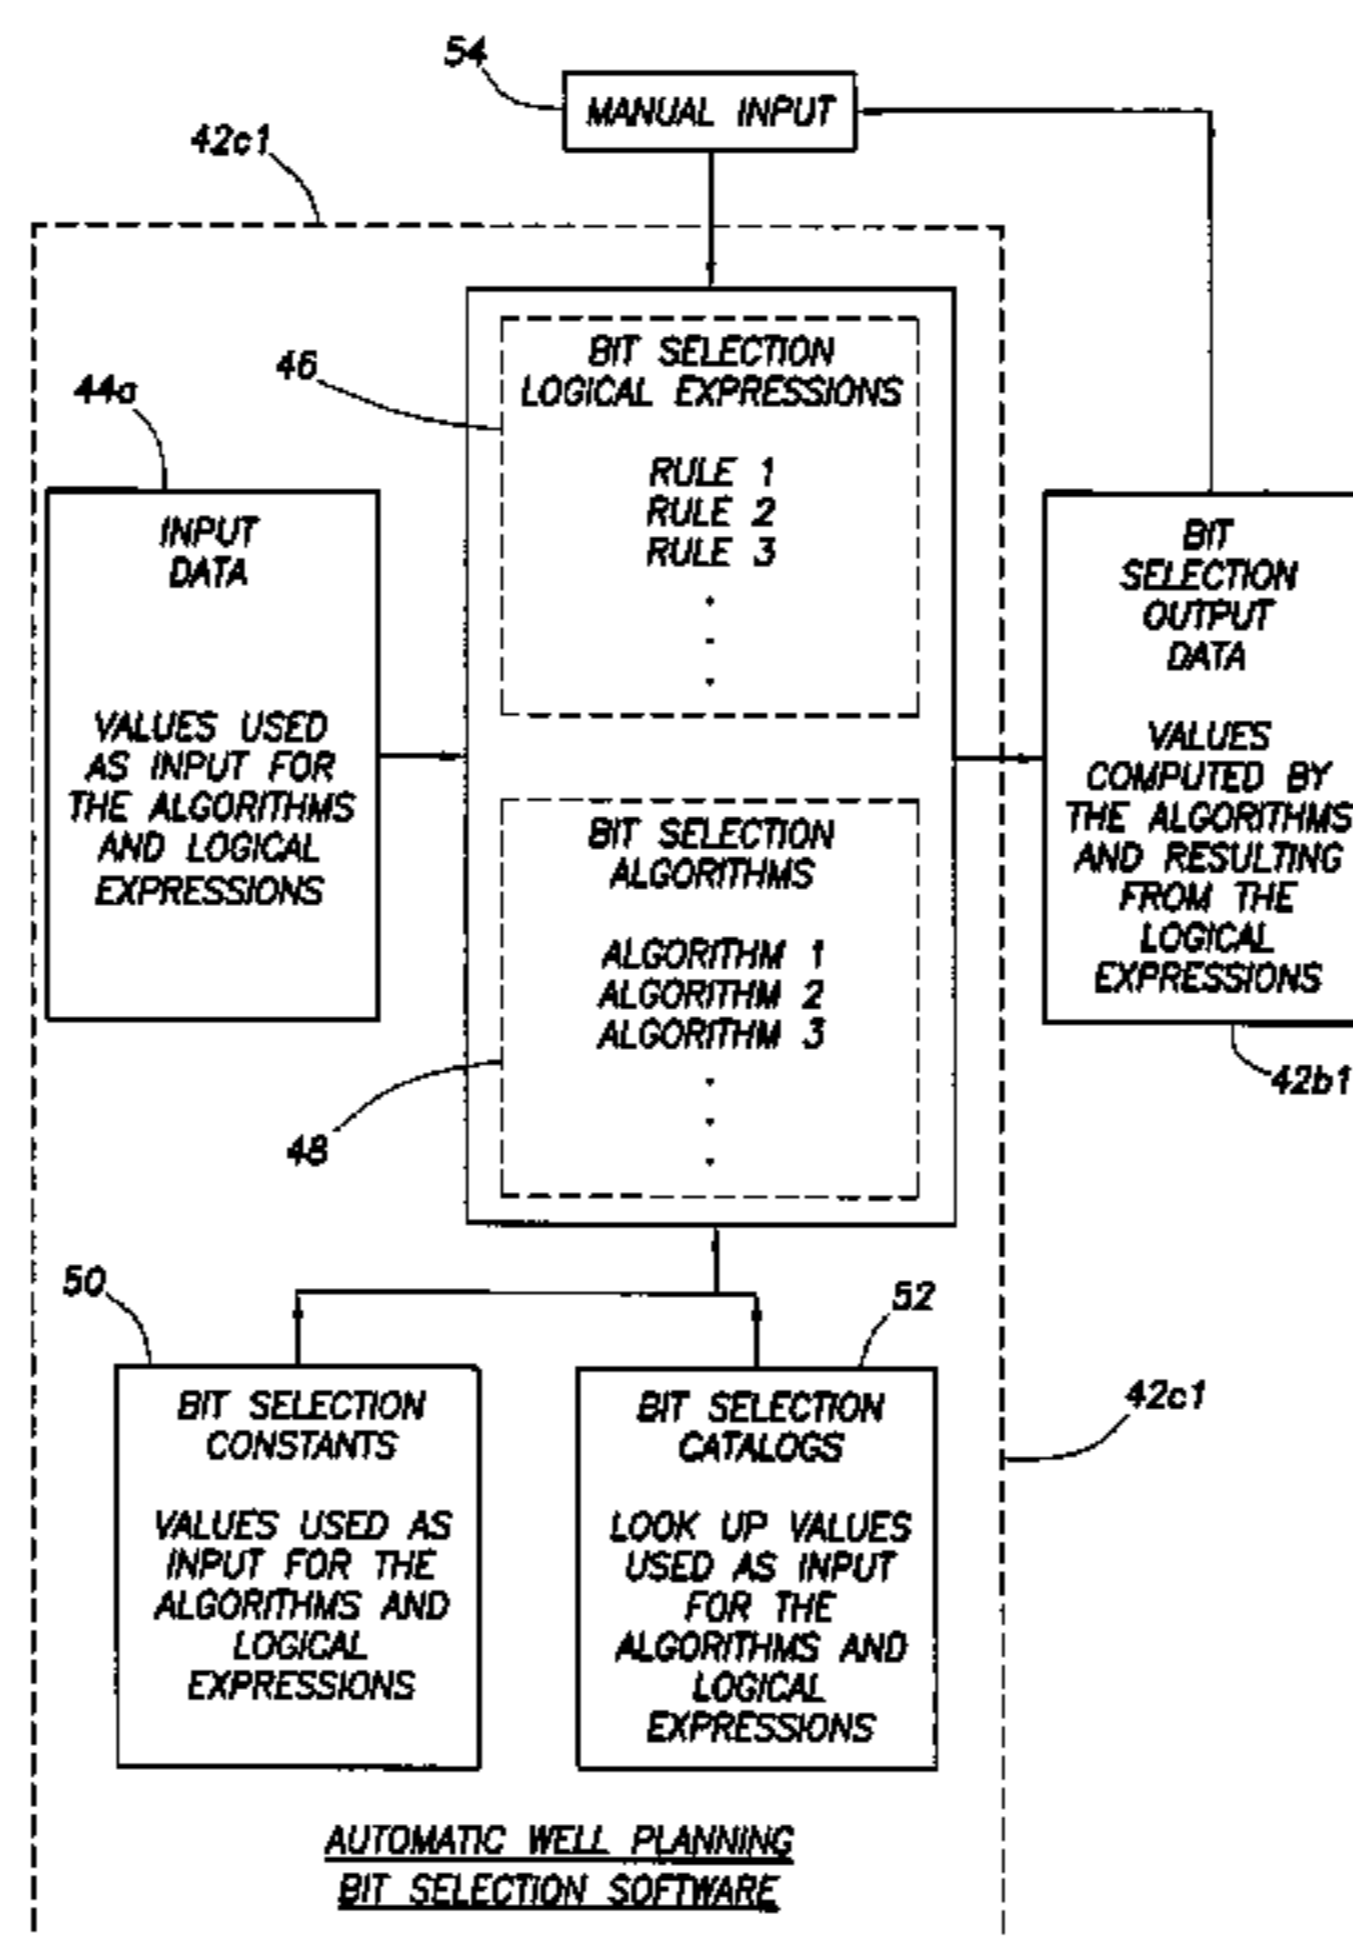 54
MANUAL INPUT
42c1
46
BIT SELECTION
LOGICAL EXPRESSIONS
RULE 1
RULE 2
RULE 3
.
.
.
44a
INPUT
DATA
VALUES USED
AS INPUT FOR
THE ALGORITHMS
AND LOGICAL
EXPRESSIONS
BIT SELECTION
ALGORITHMS
ALGORITHM 1
ALGORITHM 2
ALGORITHM 3
.
.
.
48
BIT
SELECTION
OUTPUT
DATA
VALUES
COMPUTED BY
THE ALGORITHMS
AND RESULTING
FROM THE
LOGICAL
EXPRESSIONS
42b1
50
BIT SELECTION
CONSTANTS
VALUES USED AS
INPUT FOR THE
ALGORITHMS AND
LOGICAL
EXPRESSIONS
52
BIT SELECTION
CATALOGS
LOOK UP VALUES
USED AS INPUT
FOR THE
ALGORITHMS AND
LOGICAL
EXPRESSIONS
42c1
AUTOMATIC WELL PLANNING
BIT SELECTION SOFTWARE